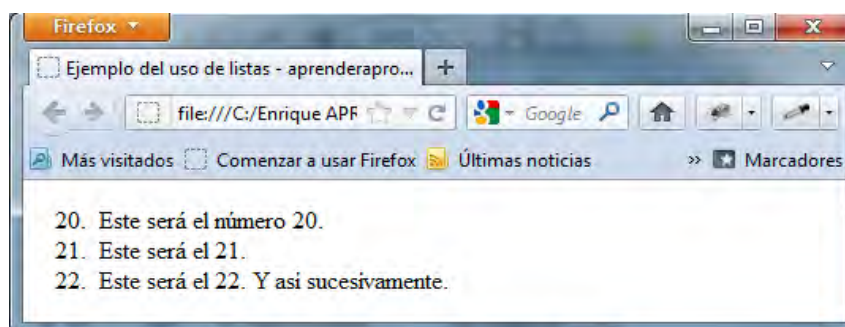 Firefox
Ejemplo del uso de listas - aprenderapro...
file:///C:/Enrique APR
Google
Más visitados Comenzar a usar Firefox Últimas noticias » Marcadores
20. Este será el número 20.
21. Este será el 21.
22. Este será el 22. Y así sucesivamente.